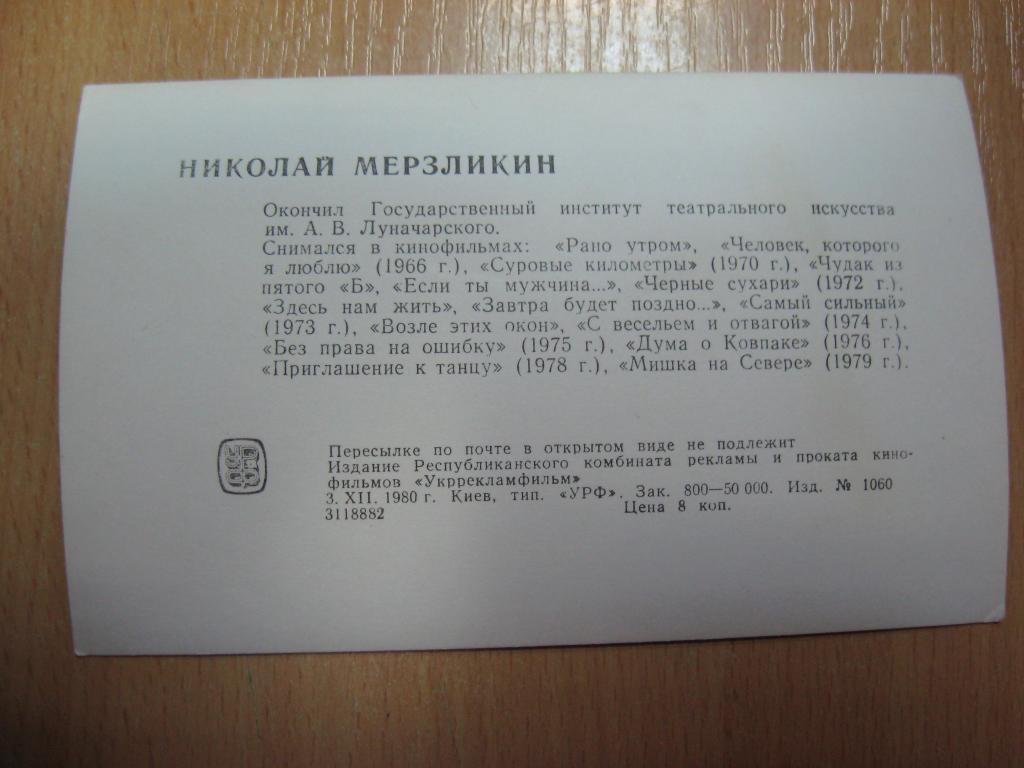 НИКОЛАЙ МЕРЗЛИКИН
Окончил Государственный институт театрального искусства
им. А. В. Луначарского.
Снимался в кинофильмах: «Рано утром», «Человек, которого
я люблю» (1966 г.), «Суровые километры» (1970 г.), «Чудак из
пятого «Б», «Если ты мужчина...», «Черные сухари» (1972 г.),
«Здесь нам жить», «Завтра будет поздно...», «Самый сильный»
(1973 г.), «Возле этих окон», «С весельем и отвагой» (1974 г.),
«Без права на ошибку» (1975 г.), «Дума о Ковпаке» (1976 г.),
«Приглашение к танцу» (1978 г.), «Мишка на Севере» (1979 г.).
Пересылке по почте в открытом виде не подлежит
Издание Республиканского комбината рекламы и проката кино-
фильмов «Укррекламфильм»
3. XII. 1980 г. Киев, тип. «УРФ». Зак. 800—50 000. Изд. № 1060
3118882 Цена 8 коп.